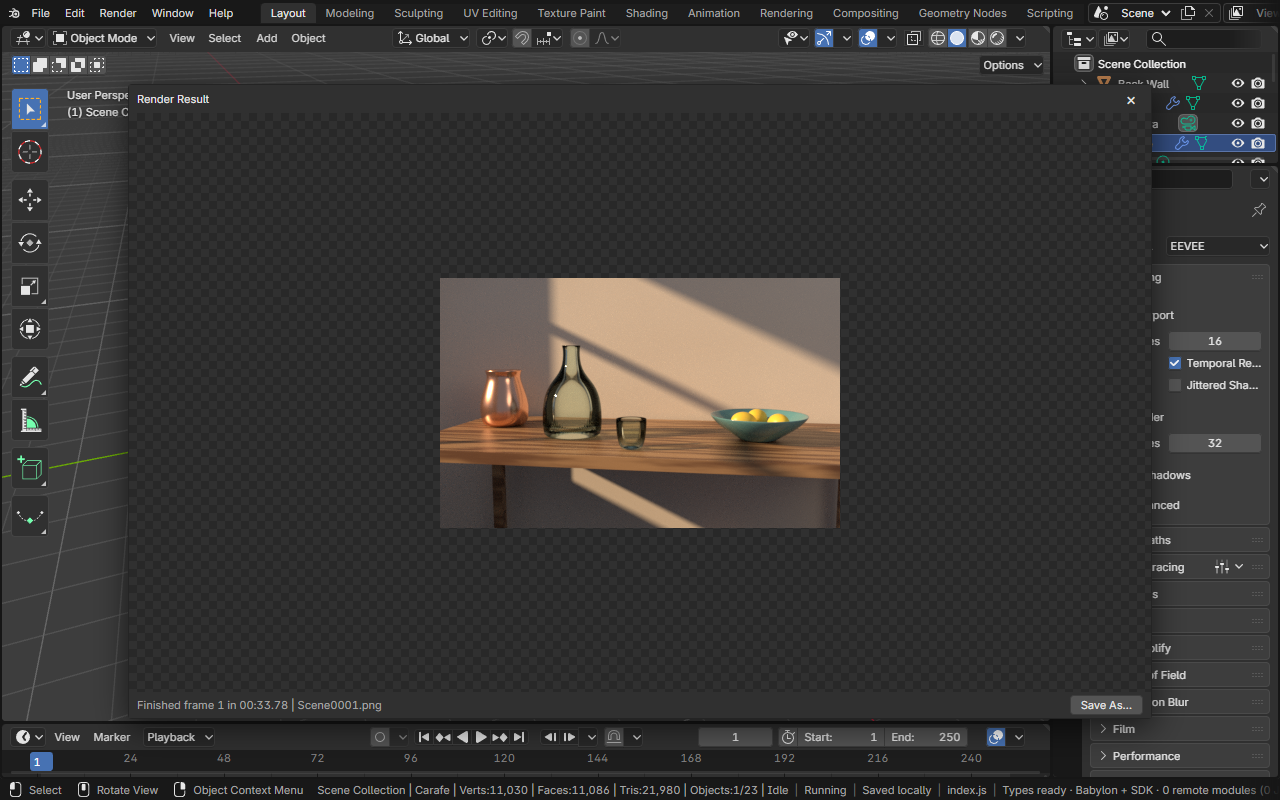 File Edit Render Window Help Layout Modeling Sculpting UV Editing Texture Paint Shading Animation Rendering Compositing Geometry Nodes Scripting Scene
Object Mode View Select Add Object Global
Options
Scene Collection
Wall
User Perspe
(1) Scene C
Render Result
EEVEE
16
Temporal Re...
Jittered Sha...
32
hadows
anced
aths
racing
plify
of Field
on Blur
Finished frame 1 in 00:33.78 | Scene0001.png
Save As...
Film
Performance
View Marker Playback 1 Start: 1 End: 250
1 24 48 72 96 120 144 168 192 216 240
Select Rotate View Object Context Menu Scene Collection | Carafe | Verts:11,030 | Faces:11,086 | Tris:21,980 | Objects:1/23 | Idle Running Saved locally index.js Types ready · Babylon + SDK · 0 remote modules (0